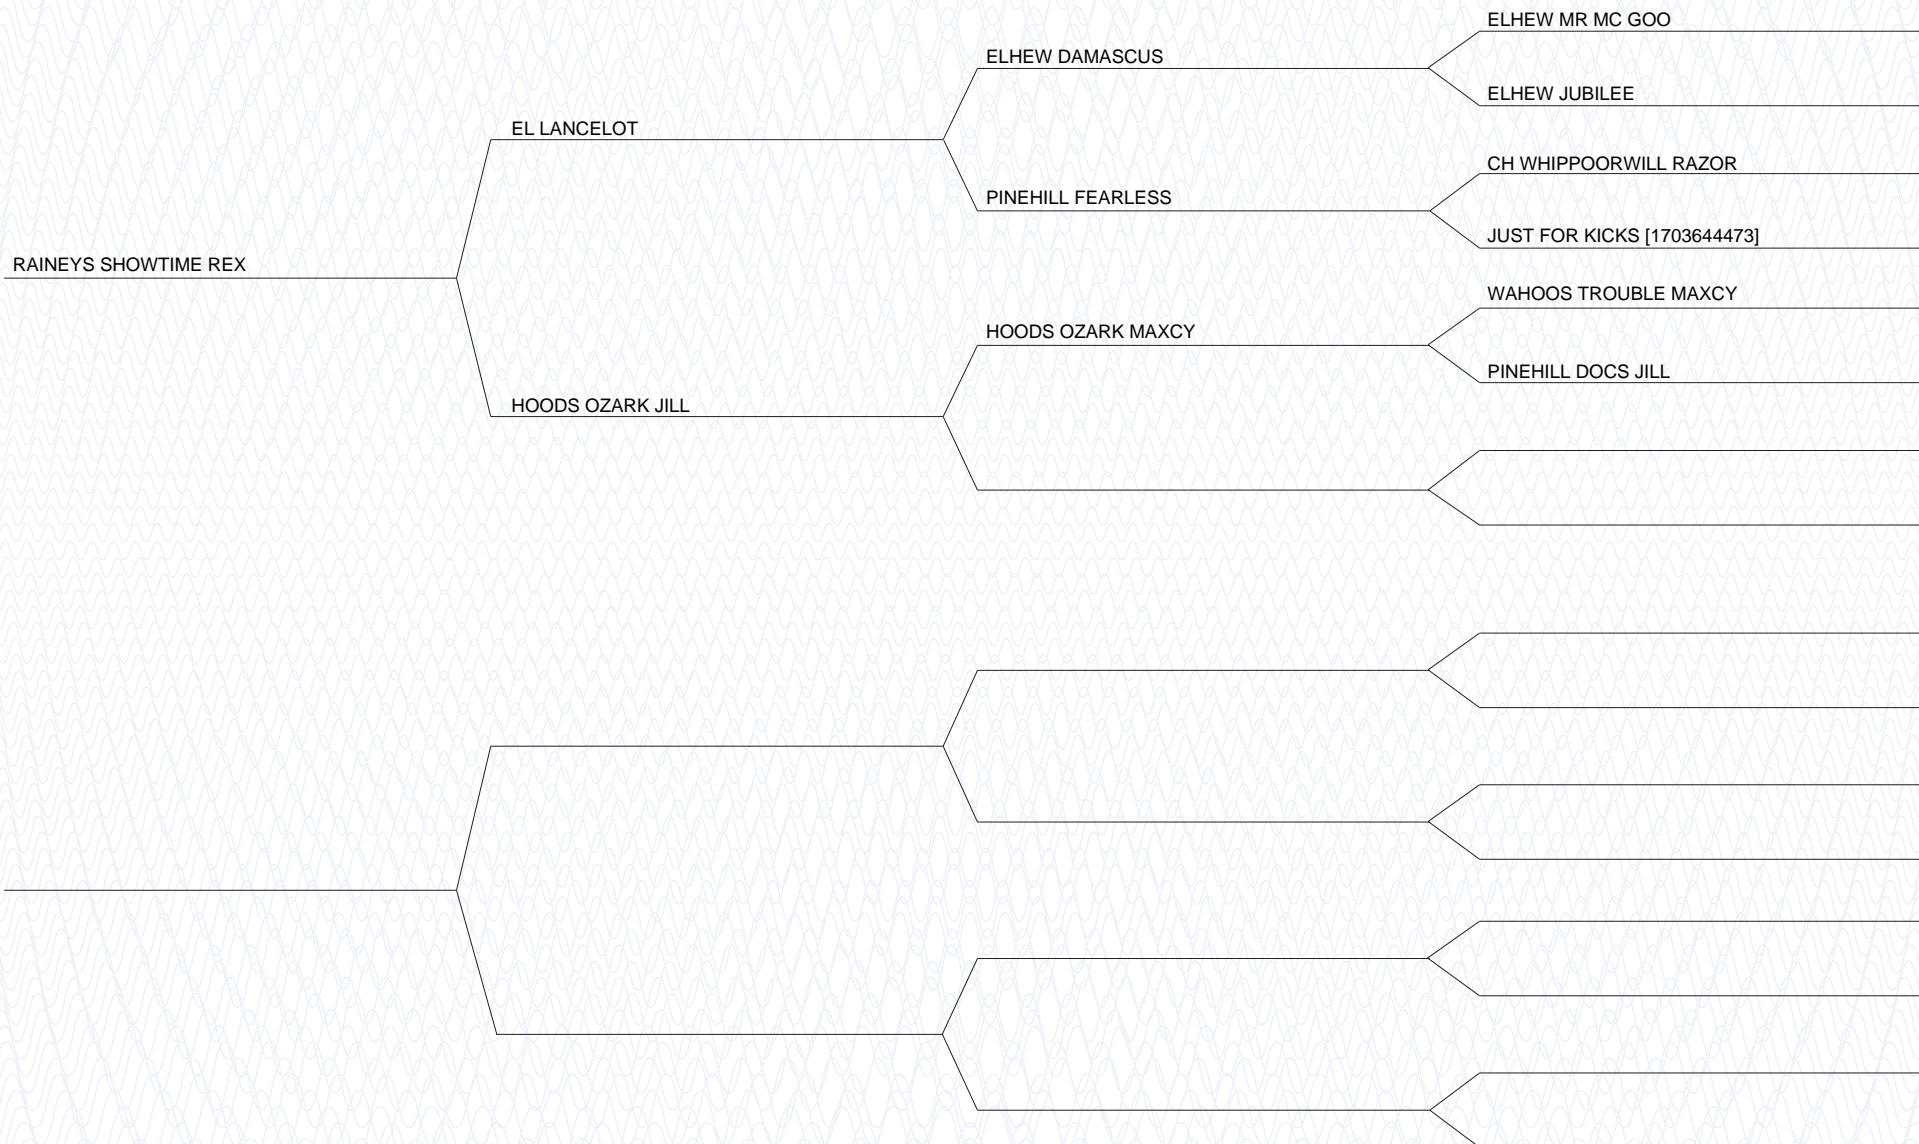 ELHEW MR MC GOO
ELHEW DAMASCUS
ELHEW JUBILEE
EL LANCELOT
CH WHIPPOORWILL RAZOR
PINEHILL FEARLESS
JUST FOR KICKS [1703644473]
RAINEYS SHOWTIME REX
WAHOOS TROUBLE MAXCY
HOODS OZARK MAXCY
PINEHILL DOCS JILL
HOODS OZARK JILL